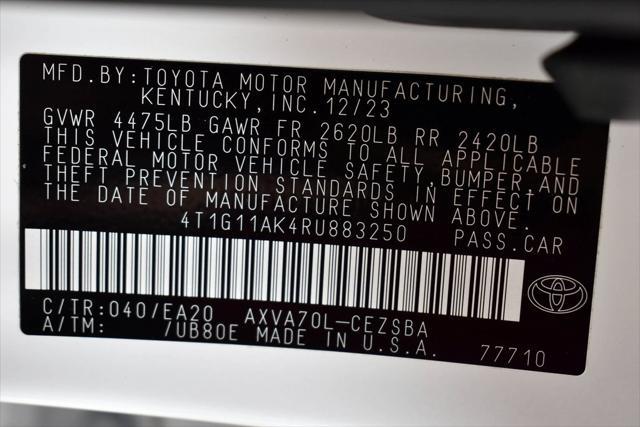 MFD. BY: TOYOTA MOTOR MANUFACTURING,
KENTUCKY, INC. 12/23
GVWR 4475LB GAWR FR 2620LB RR 2420LB
THIS VEHICLE CONFORMS TO ALL APPLICABLE
FEDERAL MOTOR VEHICLE SAFETY, BUMPER, AND
THEFT PREVENTION STANDARDS IN EFFECT ON
THE DATE OF MANUFACTURE SHOWN ABOVE.
4T1G11AK4RU883250 PASS. CAR
C/TR: 040/EA20 AXVA70L-CEZSBA
A/TM: 7UB80E MADE IN U.S.A. 77710